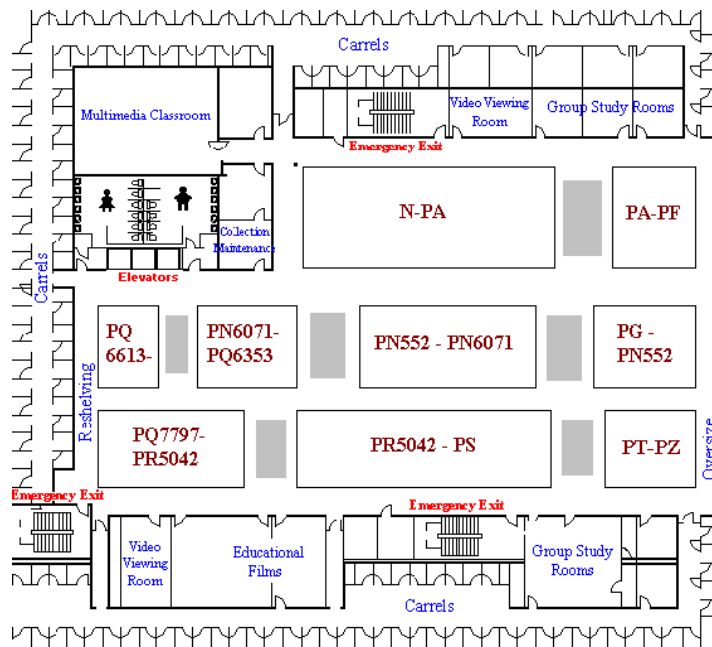 Carrels
Multimedia Classroom
Video Viewing
Room
Group Study Rooms
Emergency Exit
N-PA
PA-PF
Collection
Maintenance
Elevators
Carrels
PQ
6613-
PN6071-
PQ6353
PN552 - PN6071
PG -
PN552
Reshelving
PQ7797-
PR5042
PR5042 - PS
PT-PZ
Oversize
Emergency Exit
Emergency Exit
Video
Viewing
Room
Educational
Films
Group Study
Rooms
Carrels